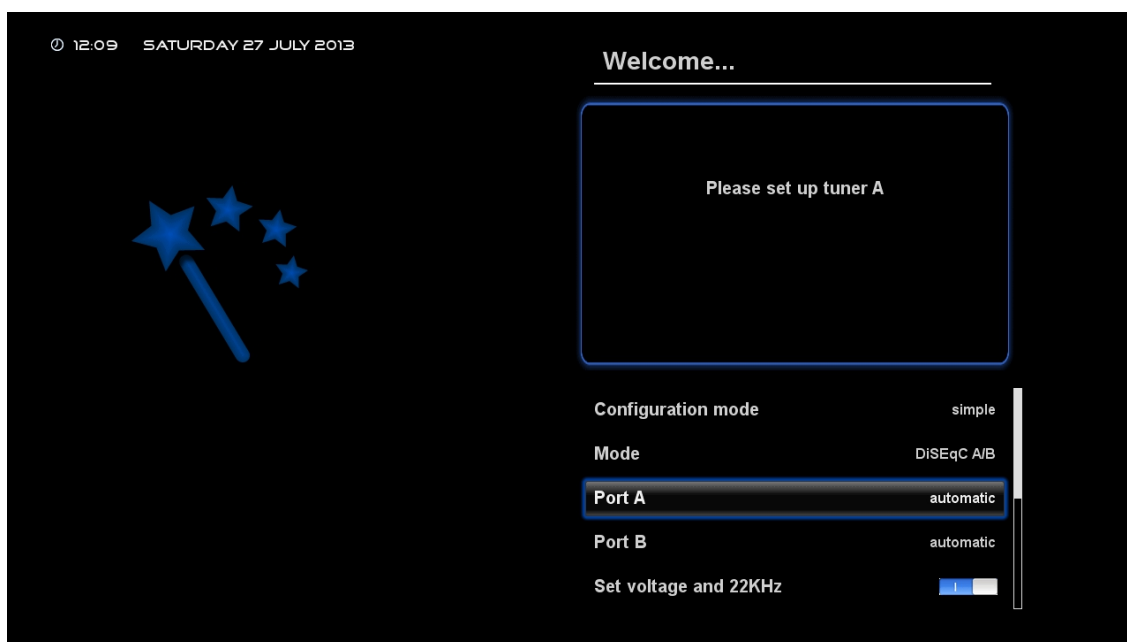 12:09 SATURDAY 27 JULY 2013
Welcome...
Please set up tuner A
Configuration mode simple
Mode DiSEqC A/B
Port A automatic
Port B automatic
Set voltage and 22KHz